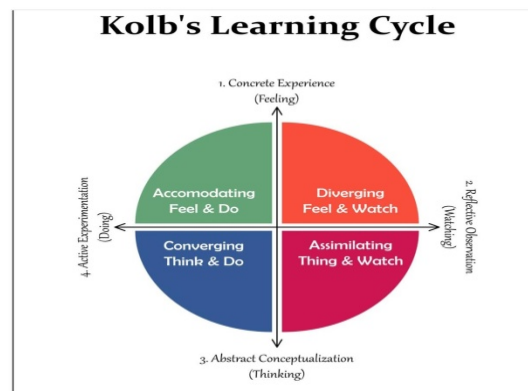 Kolb's Learning Cycle
1. Concrete Experience
(Feeling)
Accomodating
Feel & Do
Diverging
Feel & Watch
2. Reflective Observation
(Watching)
4. Active Experimentation
(Doing)
Converging
Think & Do
Assimilating
Thing & Watch
3. Abstract Conceptualization
(Thinking)